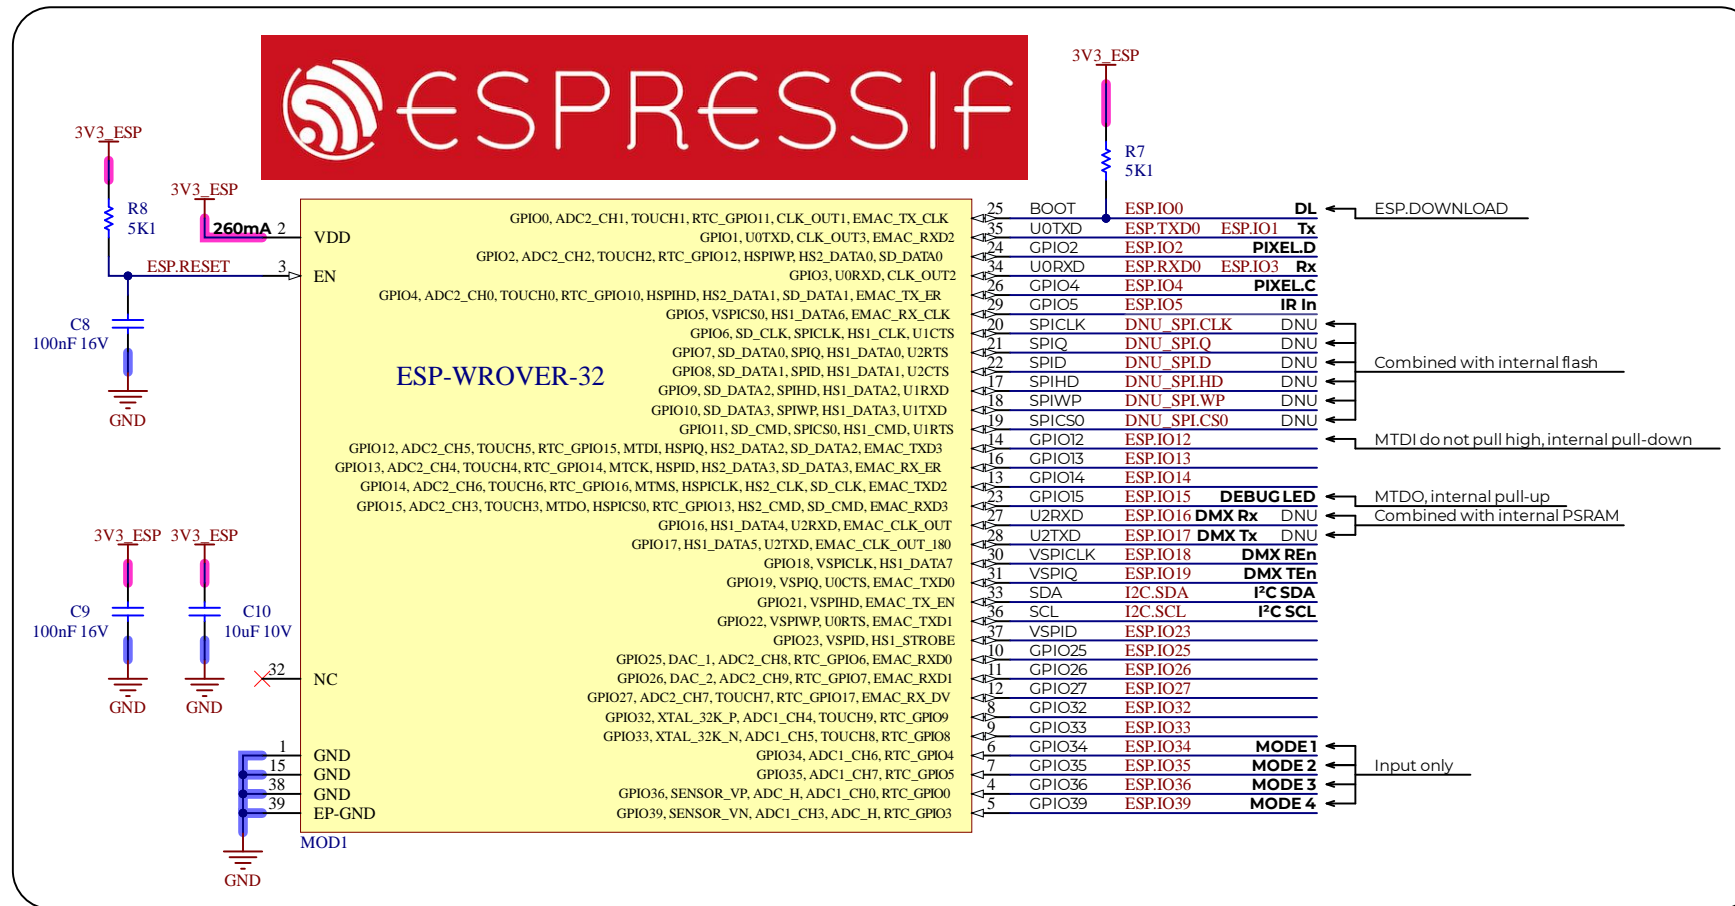 ESPRESSIF
3V3_ESP
R7
5K1
3V3_ESP
R8
5K1
3V3_ESP
260mA 2 VDD
ESP.RESET 3 EN
C8
100nF 16V
GND
ESP-WROVER-32
GPIO0, ADC2_CH1, TOUCH1, RTC_GPIO11, CLK_OUT1, EMAC_TX_CLK 25 BOOT ESP.IO0 DL ESP.DOWNLOAD
GPIO1, U0TXD, CLK_OUT3, EMAC_RXD2 35 U0TXD ESP.TXD0 ESP.IO1 Tx
GPIO2, ADC2_CH2, TOUCH2, RTC_GPIO12, HSPIWP, HS2_DATA0, SD_DATA0 24 GPIO2 ESP.IO2 PIXEL.D
GPIO3, U0RXD, CLK_OUT2 34 U0RXD ESP.RXD0 ESP.IO3 Rx
GPIO4, ADC2_CH0, TOUCH0, RTC_GPIO10, HSPIHD, HS2_DATA1, SD_DATA1, EMAC_TX_ER 26 GPIO4 ESP.IO4 PIXEL.C
GPIO5, VSPICS0, HS1_DATA6, EMAC_RX_CLK 29 GPIO5 ESP.IO5 IR In
GPIO6, SD_CLK, SPICLK, HS1_CLK, U1CTS 20 SPICLK DNU_SPI.CLK DNU
GPIO7, SD_DATA0, SPIQ, HS1_DATA0, U2RTS 21 SPIQ DNU_SPI.Q DNU
GPIO8, SD_DATA1, SPID, HS1_DATA1, U2CTS 22 SPID DNU_SPI.D DNU Combined with internal flash
GPIO9, SD_DATA2, SPIHD, HS1_DATA2, U1RXD 17 SPIHD DNU_SPI.HD DNU
GPIO10, SD_DATA3, SPIWP, HS1_DATA3, U1TXD 18 SPIWP DNU_SPI.WP DNU
GPIO11, SD_CMD, SPICS0, HS1_CMD, U1RTS 19 SPICS0 DNU_SPI.CS0 DNU
GPIO12, ADC2_CH5, TOUCH5, RTC_GPIO15, MTDI, HSPIQ, HS2_DATA2, SD_DATA2, EMAC_TXD3 14 GPIO12 ESP.IO12 MTDI do not pull high, internal pull-down
GPIO13, ADC2_CH4, TOUCH4, RTC_GPIO14, MTCK, HSPID, HS2_DATA3, SD_DATA3, EMAC_RX_ER 16 GPIO13 ESP.IO13
GPIO14, ADC2_CH6, TOUCH6, RTC_GPIO16, MTMS, HSPICLK, HS2_CLK, SD_CLK, EMAC_TXD2 13 GPIO14 ESP.IO14
GPIO15, ADC2_CH3, TOUCH3, MTDO, HSPICS0, RTC_GPIO13, HS2_CMD, SD_CMD, EMAC_RXD3 23 GPIO15 ESP.IO15 DEBUG LED MTDO, internal pull-up
GPIO16, HS1_DATA4, U2RXD, EMAC_CLK_OUT 27 U2RXD ESP.IO16 DMX Rx DNU Combined with internal PSRAM
GPIO17, HS1_DATA5, U2TXD, EMAC_CLK_OUT_180 28 U2TXD ESP.IO17 DMX Tx DNU
GPIO18, VSPICLK, HS1_DATA7 30 VSPICLK ESP.IO18 DMX REn
GPIO19, VSPIQ, U0CTS, EMAC_TXD0 31 VSPIQ ESP.IO19 DMX TEn
GPIO21, VSPIHD, EMAC_TX_EN 33 SDA I2C.SDA I²C SDA
GPIO22, VSPIWP, U0RTS, EMAC_TXD1 36 SCL I2C.SCL I²C SCL
GPIO23, VSPID, HS1_STROBE 37 VSPID ESP.IO23
GPIO25, DAC_1, ADC2_CH8, RTC_GPIO6, EMAC_RXD0 10 GPIO25 ESP.IO25
GPIO26, DAC_2, ADC2_CH9, RTC_GPIO7, EMAC_RXD1 11 GPIO26 ESP.IO26
GPIO27, ADC2_CH7, TOUCH7, RTC_GPIO17, EMAC_RX_DV 12 GPIO27 ESP.IO27
GPIO32, XTAL_32K_P, ADC1_CH4, TOUCH9, RTC_GPIO9 8 GPIO32 ESP.IO32
GPIO33, XTAL_32K_N, ADC1_CH5, TOUCH8, RTC_GPIO8 9 GPIO33 ESP.IO33
GPIO34, ADC1_CH6, RTC_GPIO4 6 GPIO34 ESP.IO34 MODE 1
GPIO35, ADC1_CH7, RTC_GPIO5 7 GPIO35 ESP.IO35 MODE 2 Input only
GPIO36, SENSOR_VP, ADC_H, ADC1_CH0, RTC_GPIO0 4 GPIO36 ESP.IO36 MODE 3
GPIO39, SENSOR_VN, ADC1_CH3, ADC_H, RTC_GPIO3 5 GPIO39 ESP.IO39 MODE 4
3V3_ESP 3V3_ESP
C9
100nF 16V
C10
10uF 10V
GND GND
32 NC
1 GND
15 GND
38 GND
39 EP-GND
MOD1
GND